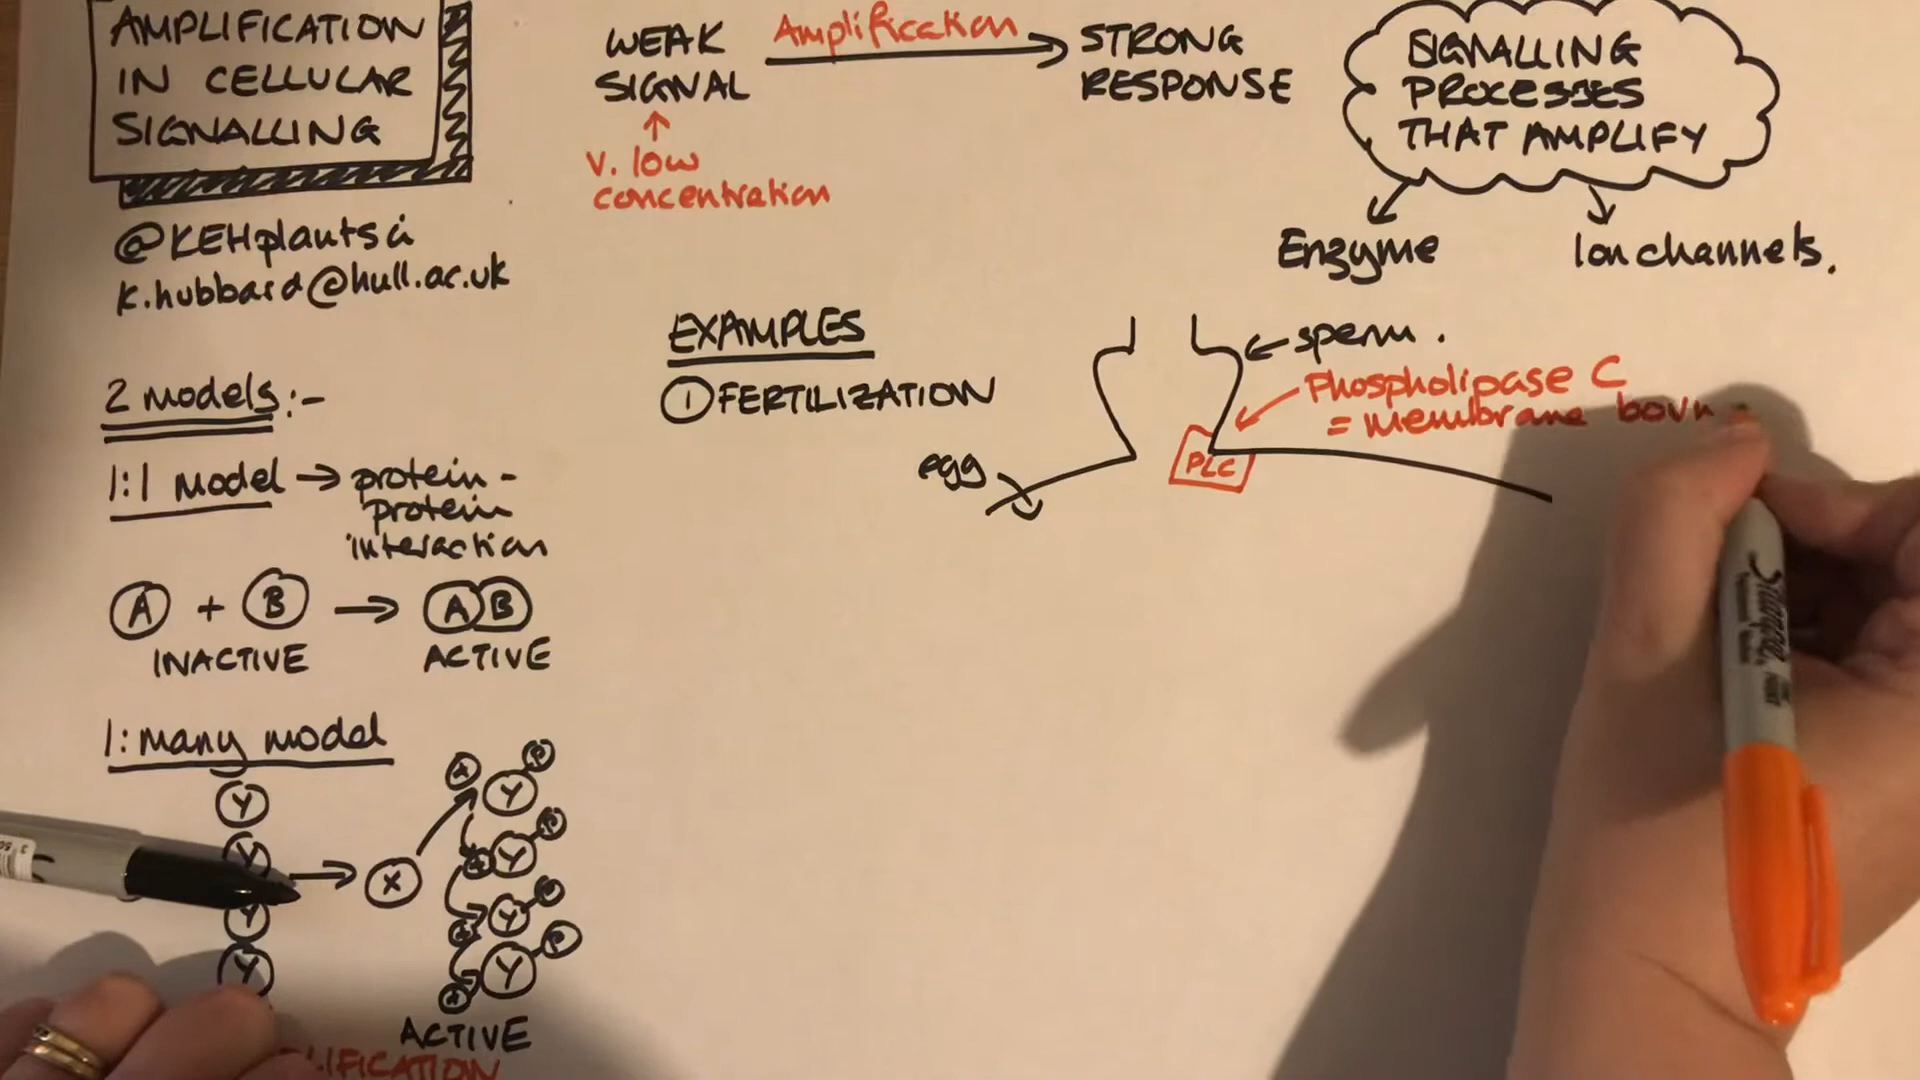 AMPLIFICATION
IN CELLULAR
SIGNALLING
@KEHplantsci
k.hubbard@hull.ac.uk
WEAK
SIGNAL
Amplification
STRONG
RESPONSE
V. low
concentration
SIGNALLING
PROCESSES
THAT AMPLIFY
Enzyme
Ion channels.
2 models:-
1:1 model → protein-
protein
interaction
A + B → AB
INACTIVE
ACTIVE
1:many model
Y
Y
Y
Y
X
Y P
Y P
Y P
Y P
ACTIVE
EXAMPLES
① FERTILIZATION
sperm.
Phospholipase C
= membrane boun
egg
PLC
Sharpie